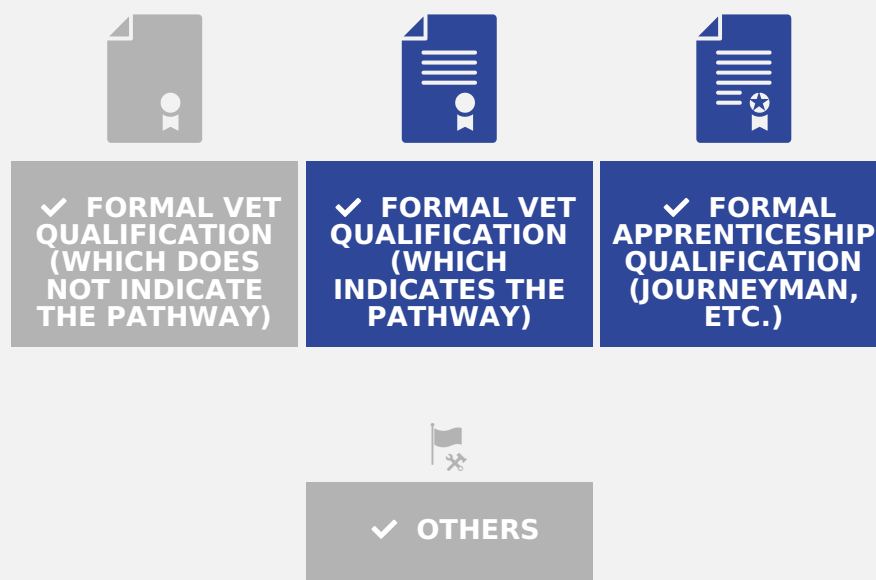 ✓ FORMAL VET
QUALIFICATION
(WHICH DOES
NOT INDICATE
THE PATHWAY)
✓ FORMAL VET
QUALIFICATION
(WHICH
INDICATES THE
PATHWAY)
✓ FORMAL
APPRENTICESHIP
QUALIFICATION
(JOURNEYMAN,
ETC.)
✓ OTHERS